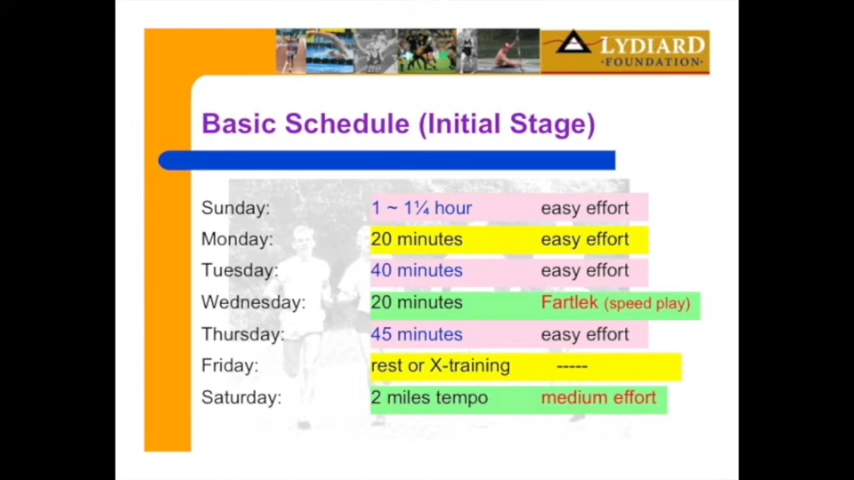 LYDIARD
·FOUNDATION·
Basic Schedule (Initial Stage)
Sunday: 1 ~ 1¼ hour easy effort
Monday: 20 minutes easy effort
Tuesday: 40 minutes easy effort
Wednesday: 20 minutes Fartlek (speed play)
Thursday: 45 minutes easy effort
Friday: rest or X-training -----
Saturday: 2 miles tempo medium effort